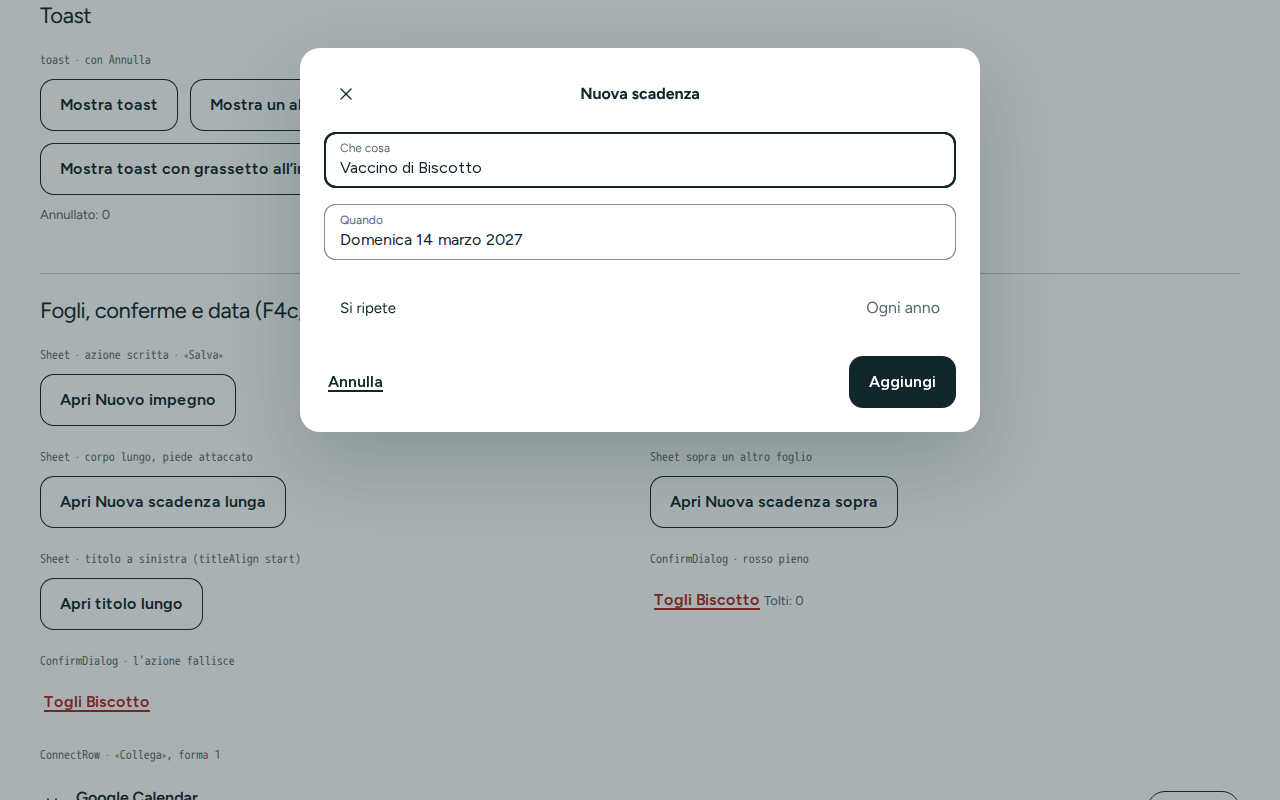 Toast
toast · con Annulla
Mostra toast
Mostra un al
Mostra toast con grassetto all'in
Annullato: 0
Nuova scadenza
Che cosa
Vaccino di Biscotto
Quando
Domenica 14 marzo 2027
Si ripete
Ogni anno
Annulla
Aggiungi
Fogli, conferme e data (F4c,
Sheet · azione scritta · «Salva»
Apri Nuovo impegno
Sheet · corpo lungo, piede attaccato
Apri Nuova scadenza lunga
Sheet sopra un altro foglio
Apri Nuova scadenza sopra
Sheet · titolo a sinistra (titleAlign start)
Apri titolo lungo
ConfirmDialog · rosso pieno
Togli Biscotto Tolti: 0
ConfirmDialog · l'azione fallisce
Togli Biscotto
ConnectRow · «Collega», forma 1
Google Calendar